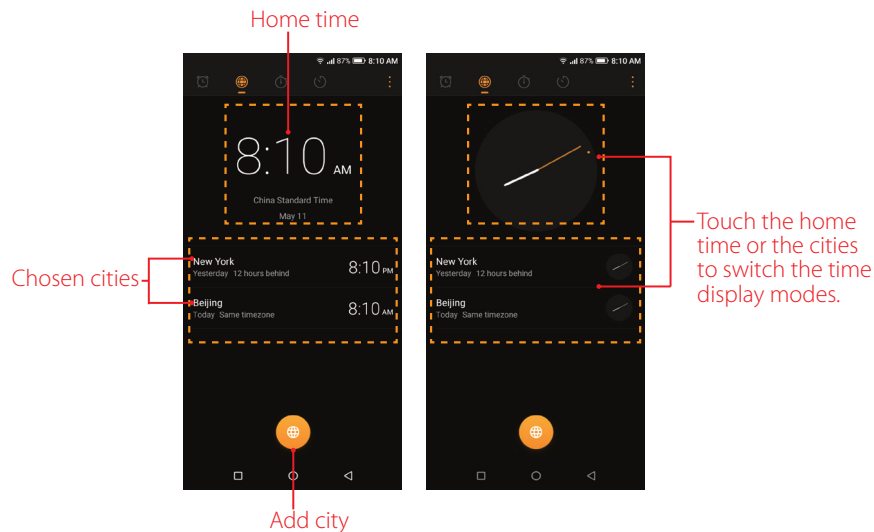 Home time
87% 8:10 AM
8:10 AM
China Standard Time
May 11
New York
Yesterday 12 hours behind
8:10 PM
Beijing
Today Same timezone
8:10 AM
Chosen cities
Add city
87% 8:10 AM
New York
Yesterday 12 hours behind
Beijing
Today Same timezone
Touch the home
time or the cities
to switch the time
display modes.